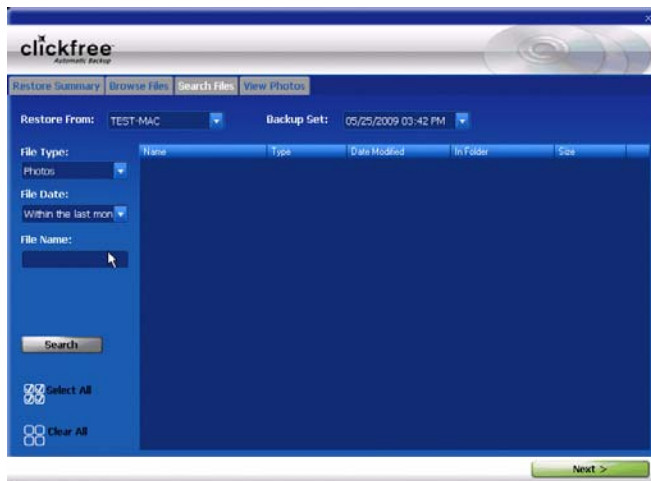 clickfree
Automatic Backup
Restore Summary Browse Files Search Files View Photos
Restore From: TEST-MAC Backup Set: 05/25/2009 03:42 PM
File Type: Name Type Date Modified In Folder Size
Photos
File Date:
Within the last mon
File Name:
Search
Select All
Clear All
Next >